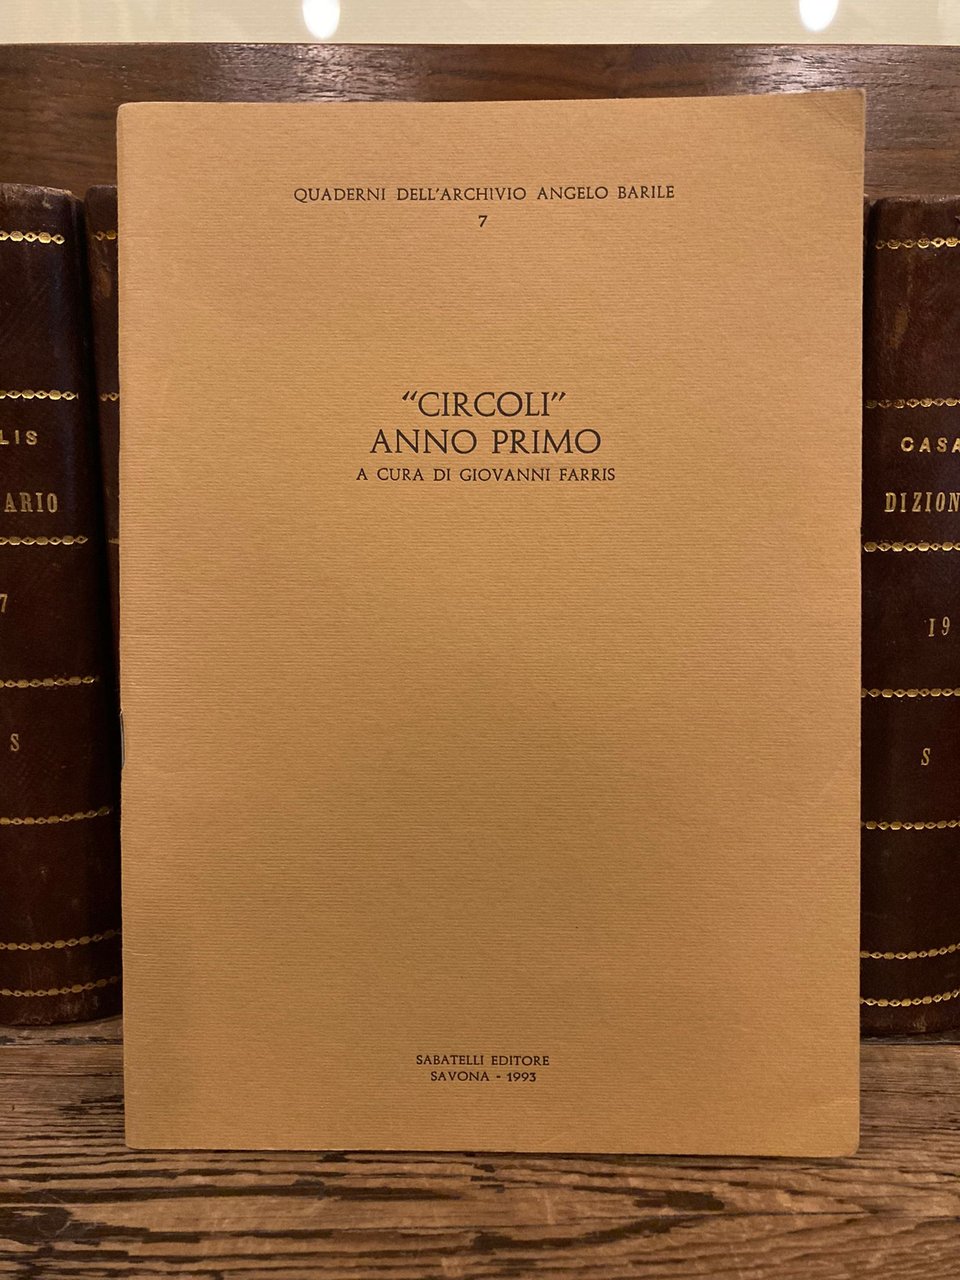 QUADERNI DELL'ARCHIVIO ANGELO BARILE
7
"CIRCOLI"
ANNO PRIMO
A CURA DI GIOVANNI FARRIS
SABATELLI EDITORE
SAVONA - 1993
LIS
ARIO
7
S
CASA
DIZION
19
S